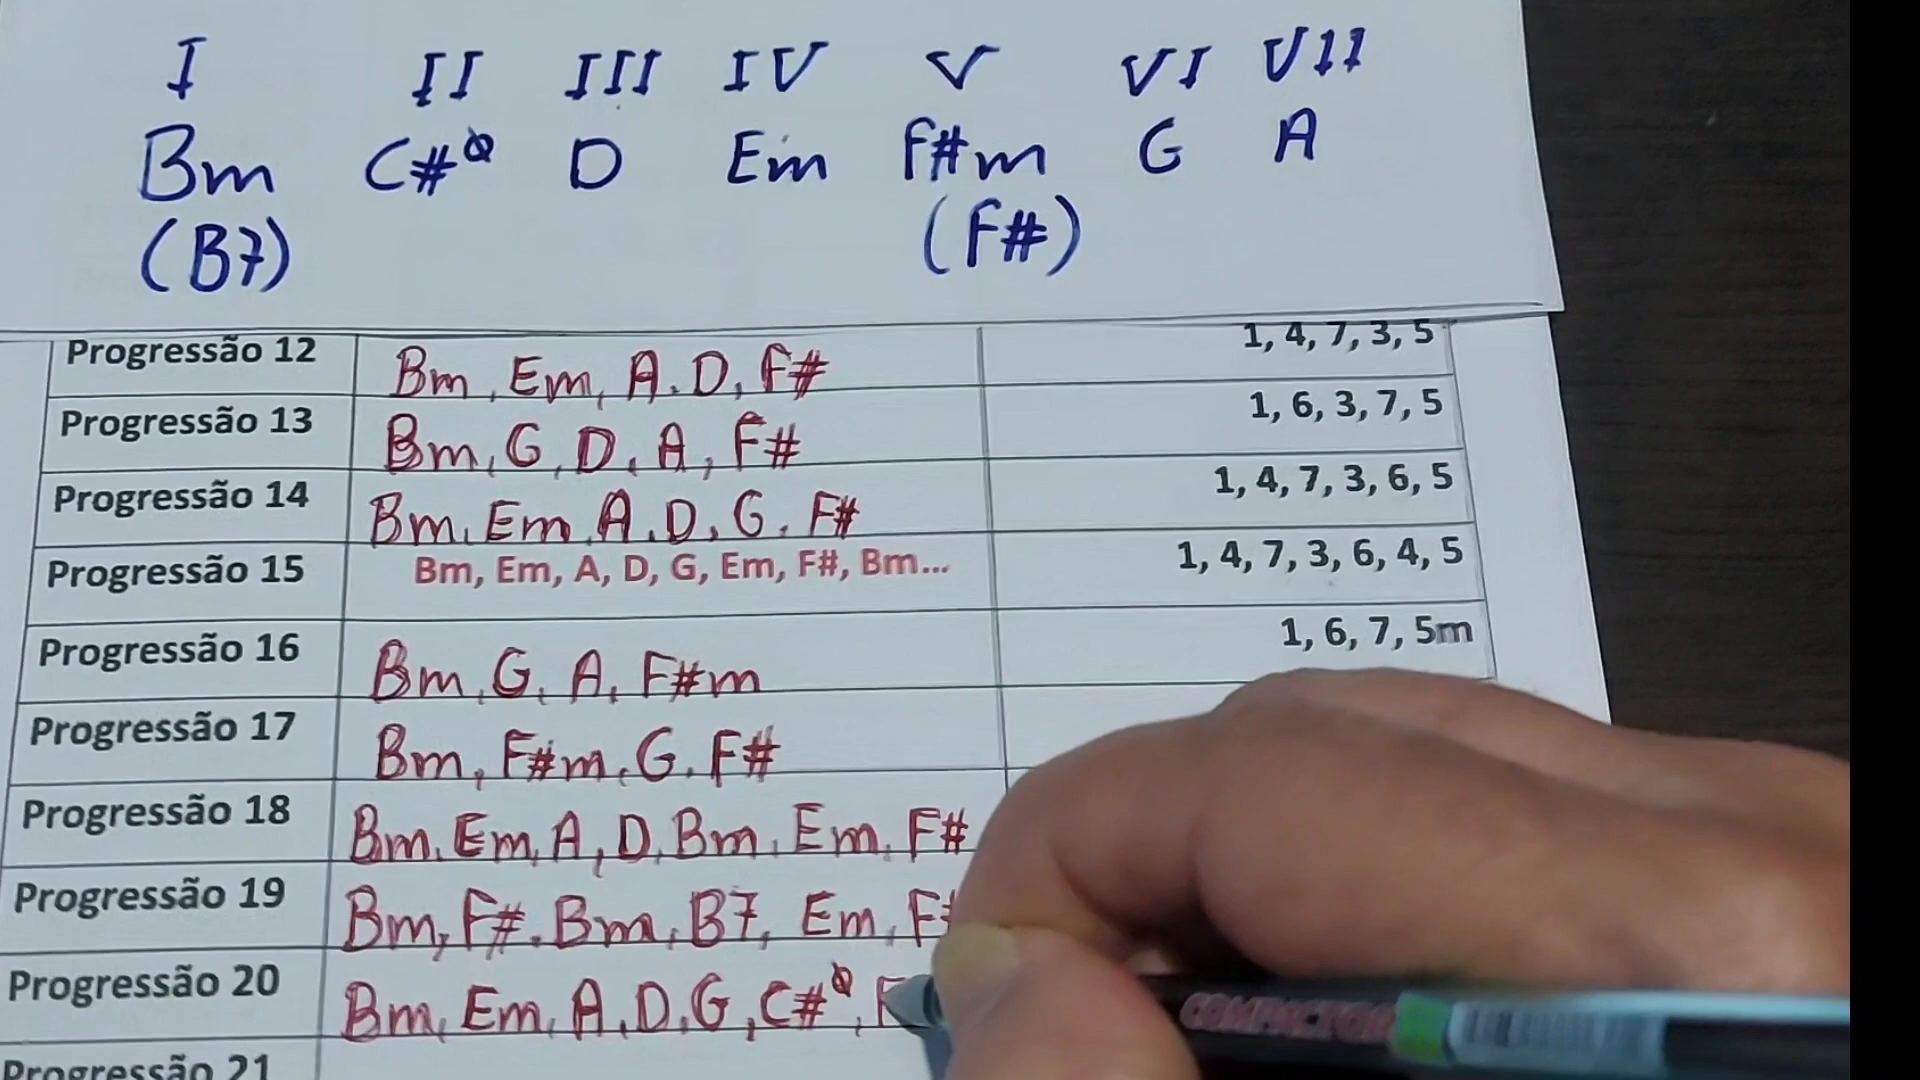 I II III IV V VI VII
Bm C#ø D Em F#m G A
(B7) (F#)
Progressão 12 Bm, Em, A, D, F# 1, 4, 7, 3, 5
Progressão 13 Bm, G, D, A, F# 1, 6, 3, 7, 5
Progressão 14 Bm, Em, A, D, G, F# 1, 4, 7, 3, 6, 5
Progressão 15 Bm, Em, A, D, G, Em, F#, Bm... 1, 4, 7, 3, 6, 4, 5
Progressão 16 Bm, G, A, F#m 1, 6, 7, 5m
Progressão 17 Bm, F#m, G, F#
Progressão 18 Bm, Em, A, D, Bm, Em, F#
Progressão 19 Bm, F#, Bm, B7, Em, F#
Progressão 20 Bm, Em, A, D, G, C#ø, F
COMPACTOR
Progressão 21